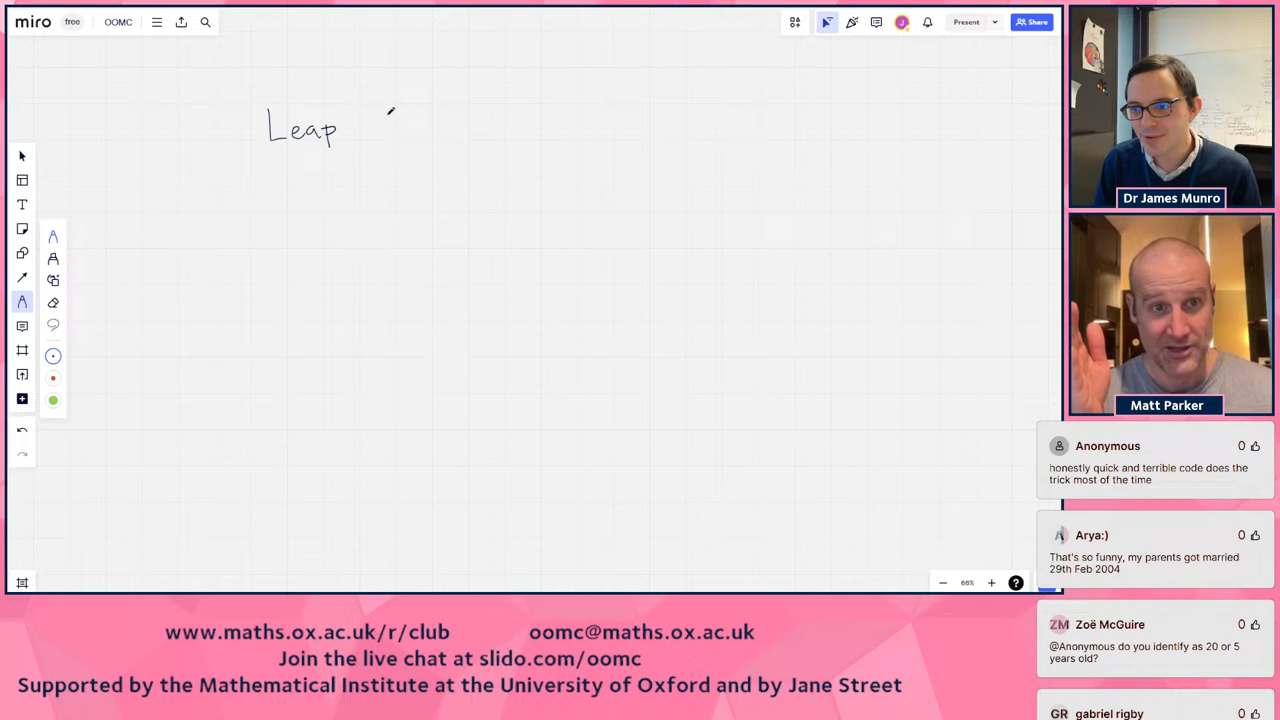 miro free OOMC
Present
Share
Leap
66%
Dr James Munro
Matt Parker
Anonymous 0
honestly quick and terrible code does the
trick most of the time
A Arya:) 0
That's so funny, my parents got married
29th Feb 2004
ZM Zoë McGuire 0
@Anonymous do you identify as 20 or 5
years old?
GR gabriel rigby 0
www.maths.ox.ac.uk/r/club oomc@maths.ox.ac.uk
Join the live chat at slido.com/oomc
Supported by the Mathematical Institute at the University of Oxford and by Jane Street